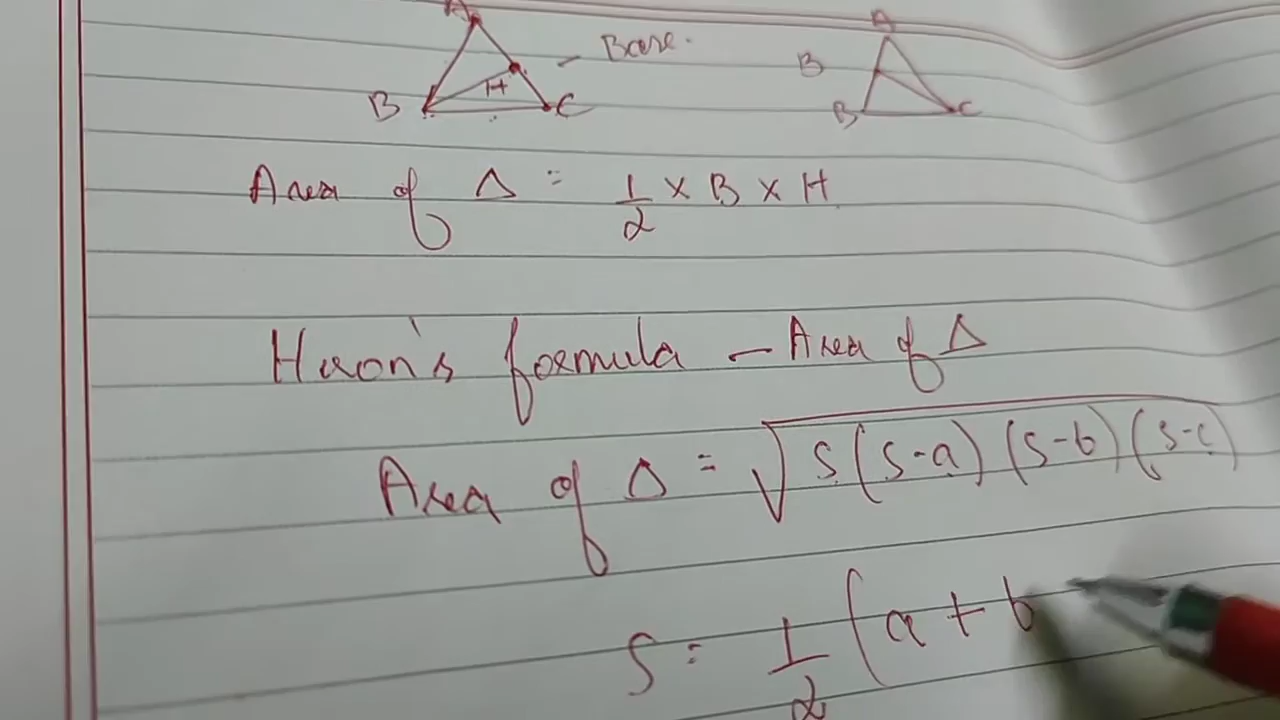 A A
B H C – Base. B B C
Area of Δ = 1/2 × B × H
Heron's formula – Area of Δ
Area of Δ = √s(s-a)(s-b)(s-c)
S = 1/2 (a + b